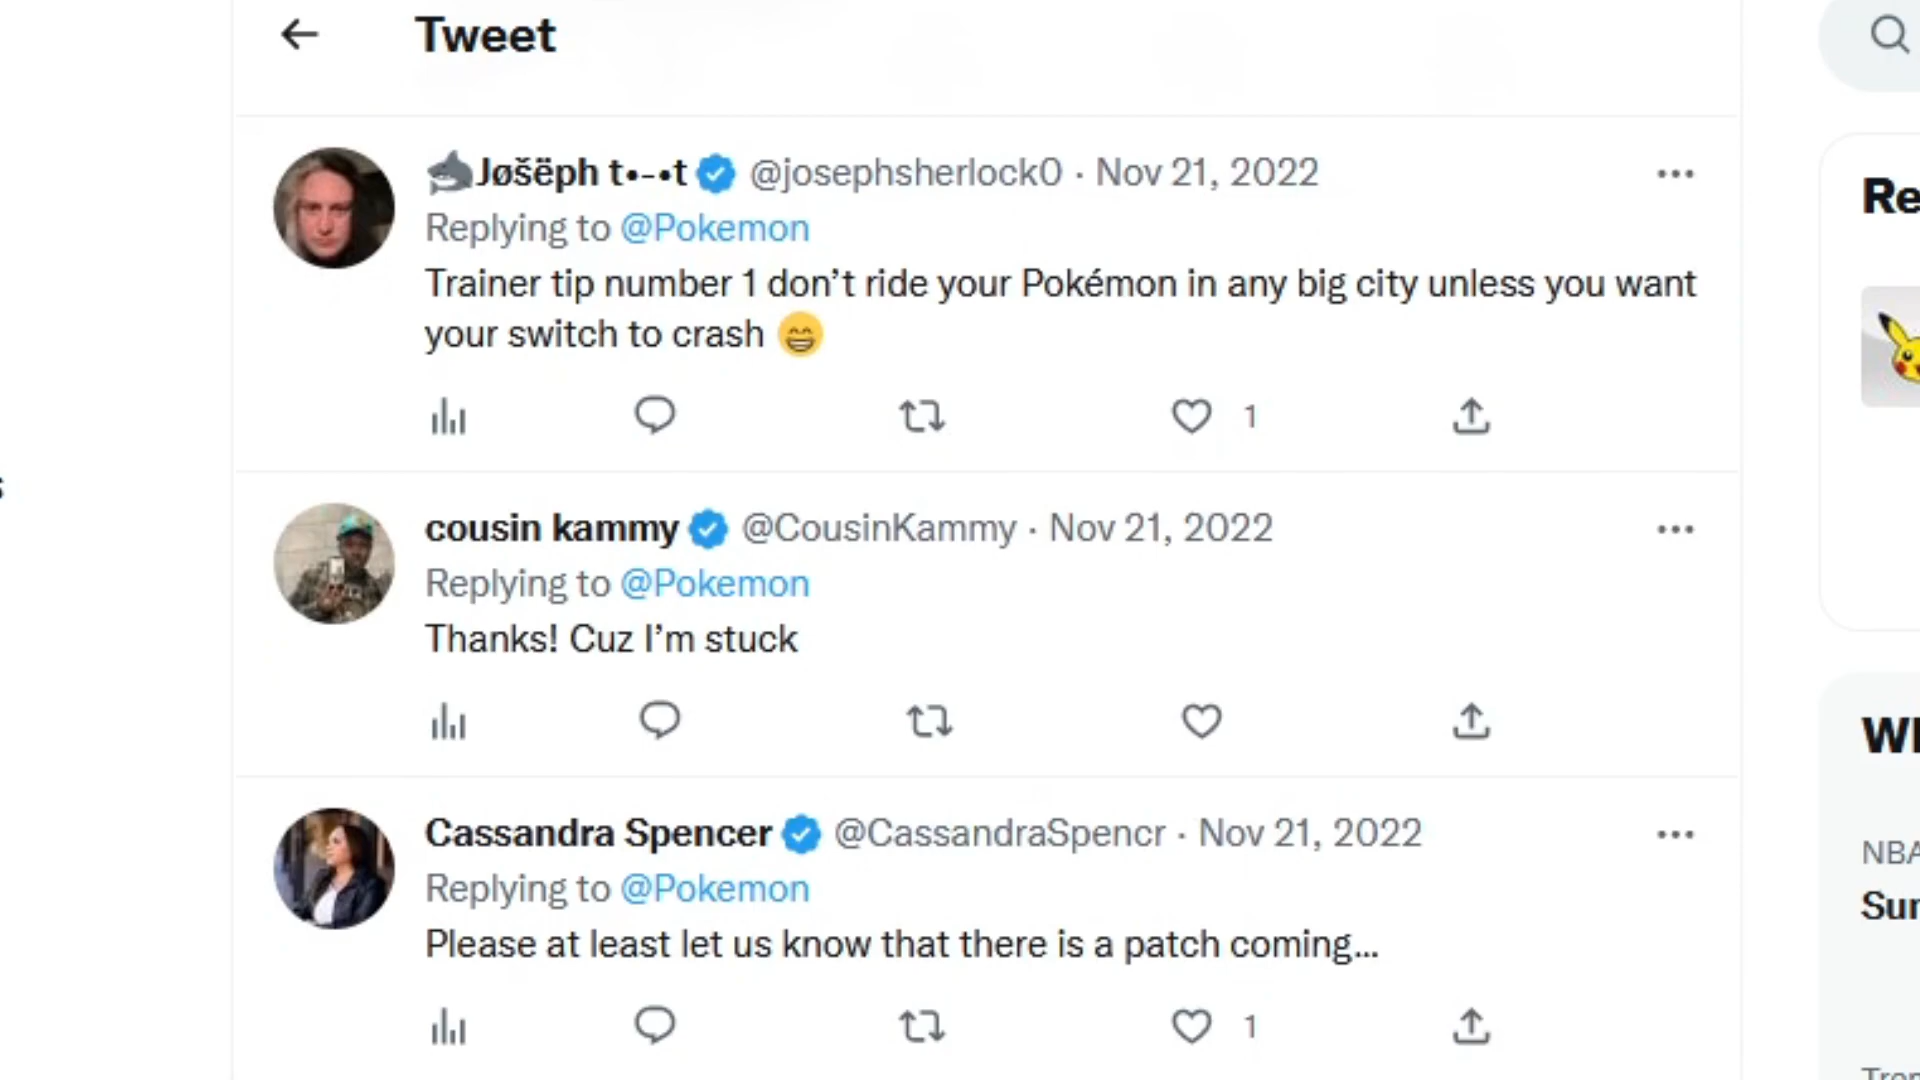 Tweet
Jøšëph t•-•t @josephsherlock0 · Nov 21, 2022
Replying to @Pokemon
Trainer tip number 1 don’t ride your Pokémon in any big city unless you want
your switch to crash 😁
1
cousin kammy @CousinKammy · Nov 21, 2022
Replying to @Pokemon
Thanks! Cuz I’m stuck
Cassandra Spencer @CassandraSpencr · Nov 21, 2022
Replying to @Pokemon
Please at least let us know that there is a patch coming...
1
Re
NBA